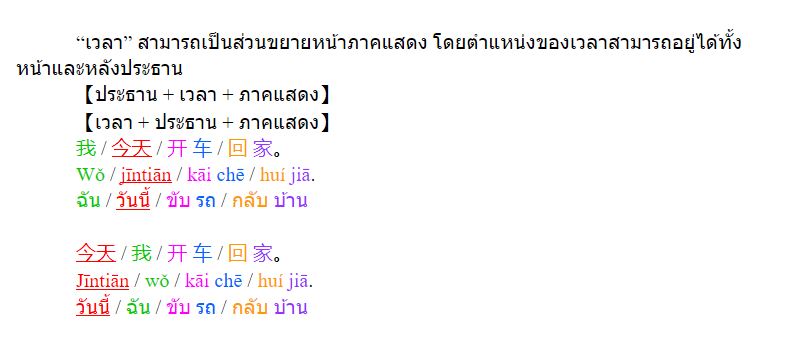 “เวลา” สามารถเป็นส่วนขยายหน้าภาคแสดง โดยตำแหน่งของเวลาสามารถอยู่ได้ทั้ง
หน้าและหลังประธาน
【ประธาน + เวลา + ภาคแสดง】
【เวลา + ประธาน + ภาคแสดง】
我 / 今天 / 开 车 / 回 家。
Wǒ / jīntiān / kāi chē / huí jiā.
ฉัน / วันนี้ / ขับ รถ / กลับ บ้าน
今天 / 我 / 开 车 / 回 家。
Jīntiān / wǒ / kāi chē / huí jiā.
วันนี้ / ฉัน / ขับ รถ / กลับ บ้าน